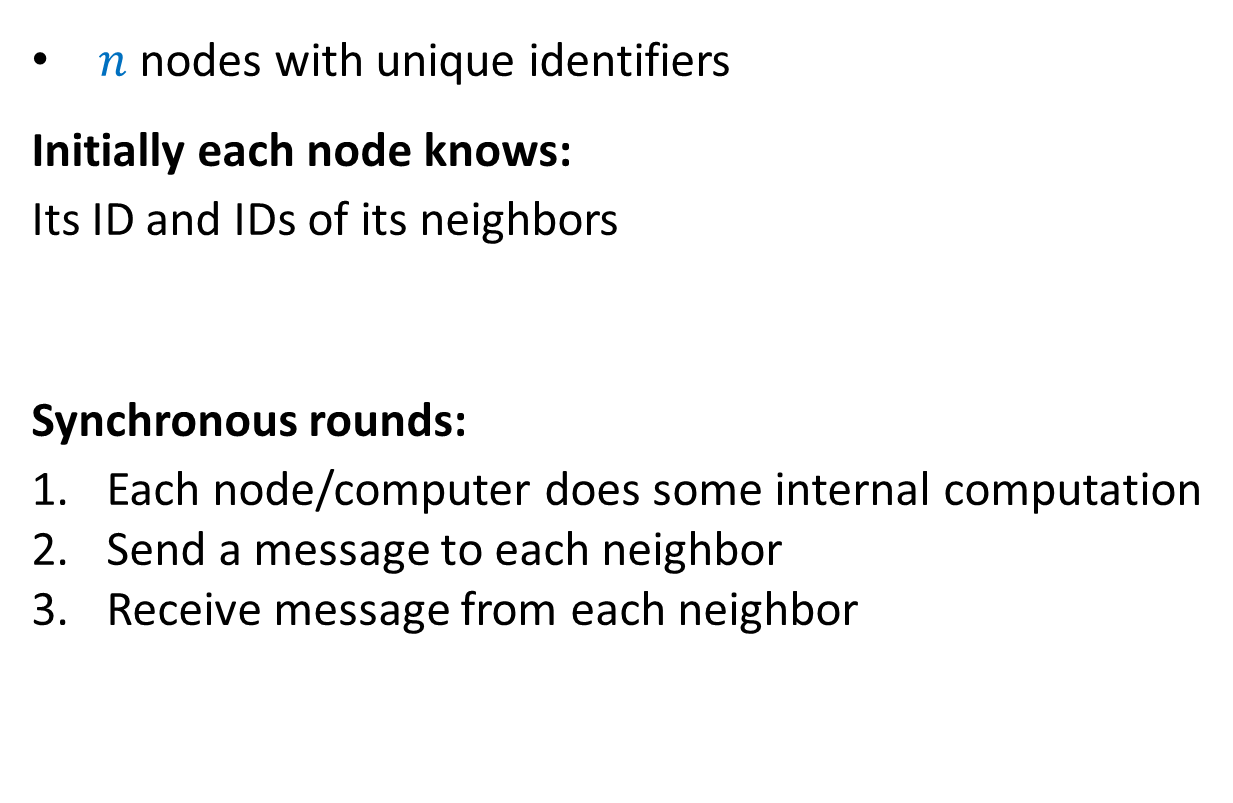 • n nodes with unique identifiers
Initially each node knows:
Its ID and IDs of its neighbors
Synchronous rounds:
1. Each node/computer does some internal computation
2. Send a message to each neighbor
3. Receive message from each neighbor